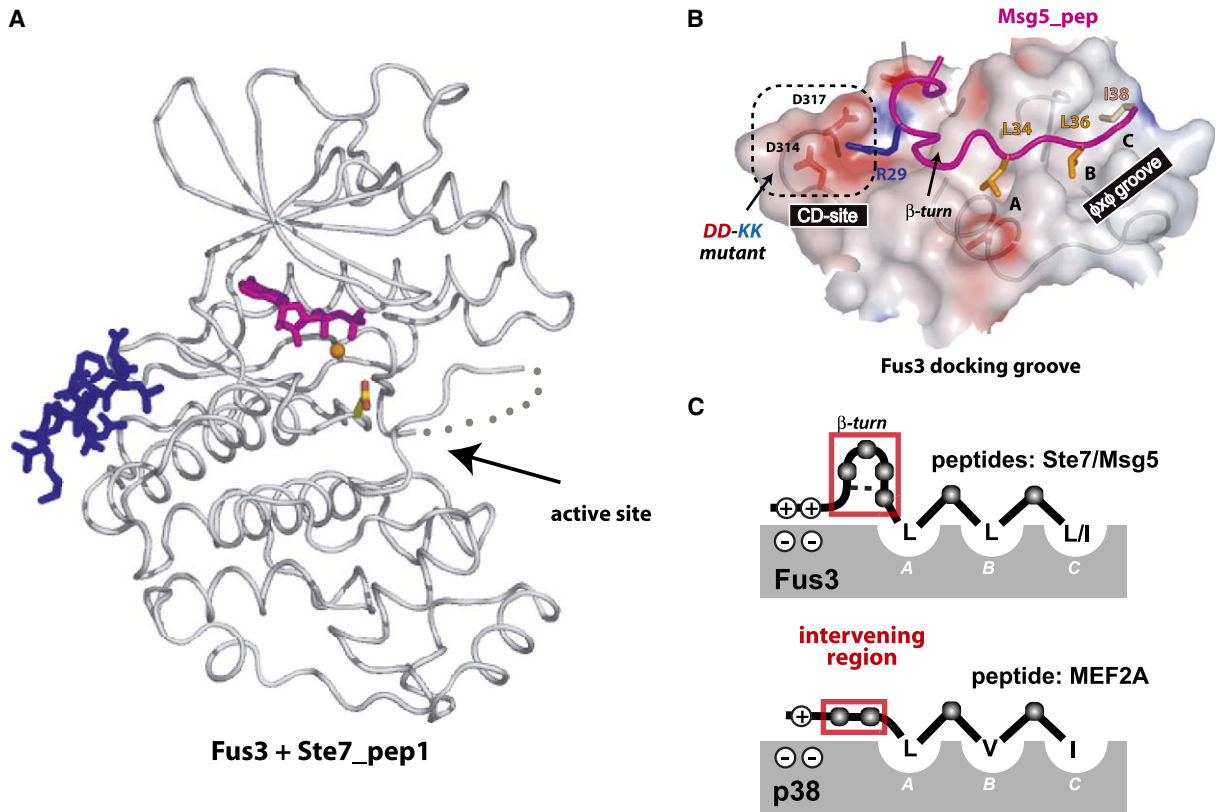 A
active site
Fus3 + Ste7_pep1
B
Msg5_pep
D317
D314
R29
L34
L36
I38
A
B
C
β-turn
CD-site
ϕxϕ groove
DD-KK
mutant
Fus3 docking groove
C
β-turn
peptides: Ste7/Msg5
+ +
L L L/I
- -
A B C
Fus3
intervening
region
peptide: MEF2A
+
L V I
- -
A B C
p38